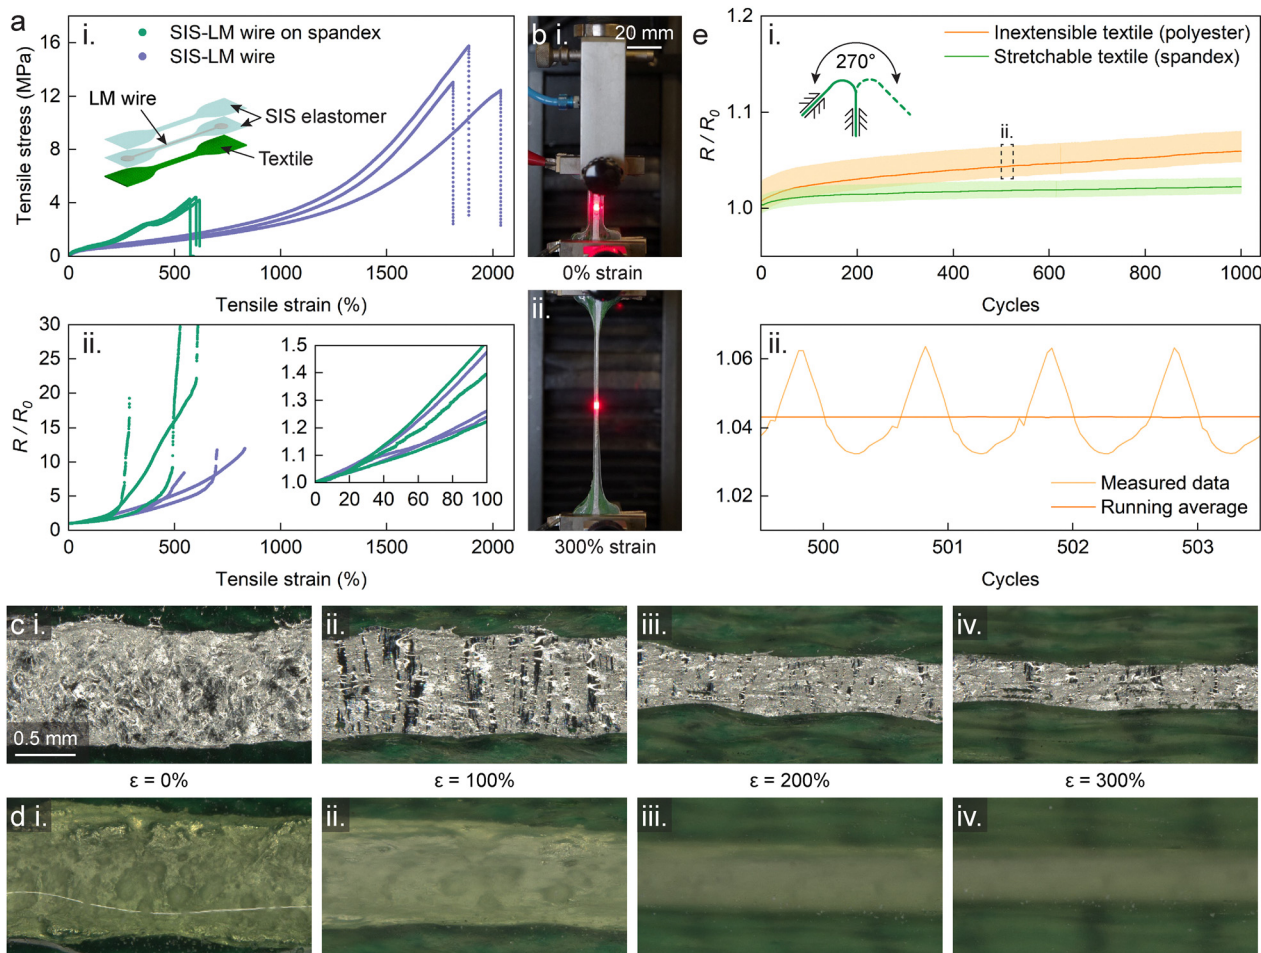 a
i.
SIS-LM wire on spandex
SIS-LM wire
LM wire
SIS elastomer
Textile
Tensile stress (MPa)
16
12
8
4
0
0
500
1000
1500
2000
Tensile strain (%)
ii.
R / R0
30
25
20
15
10
5
0
1.5
1.4
1.3
1.2
1.1
1.0
0 20 40 60 80 100
0
500
1000
1500
2000
Tensile strain (%)
b i.
20 mm
0% strain
ii.
300% strain
e
i.
Inextensible textile (polyester)
Stretchable textile (spandex)
270°
ii.
R / R0
1.2
1.1
1.0
0
200
400
600
800
1000
Cycles
ii.
1.06
1.04
1.02
Measured data
Running average
500
501
502
503
Cycles
c i.
ii.
iii.
iv.
0.5 mm
ε = 0%
ε = 100%
ε = 200%
ε = 300%
d i.
ii.
iii.
iv.